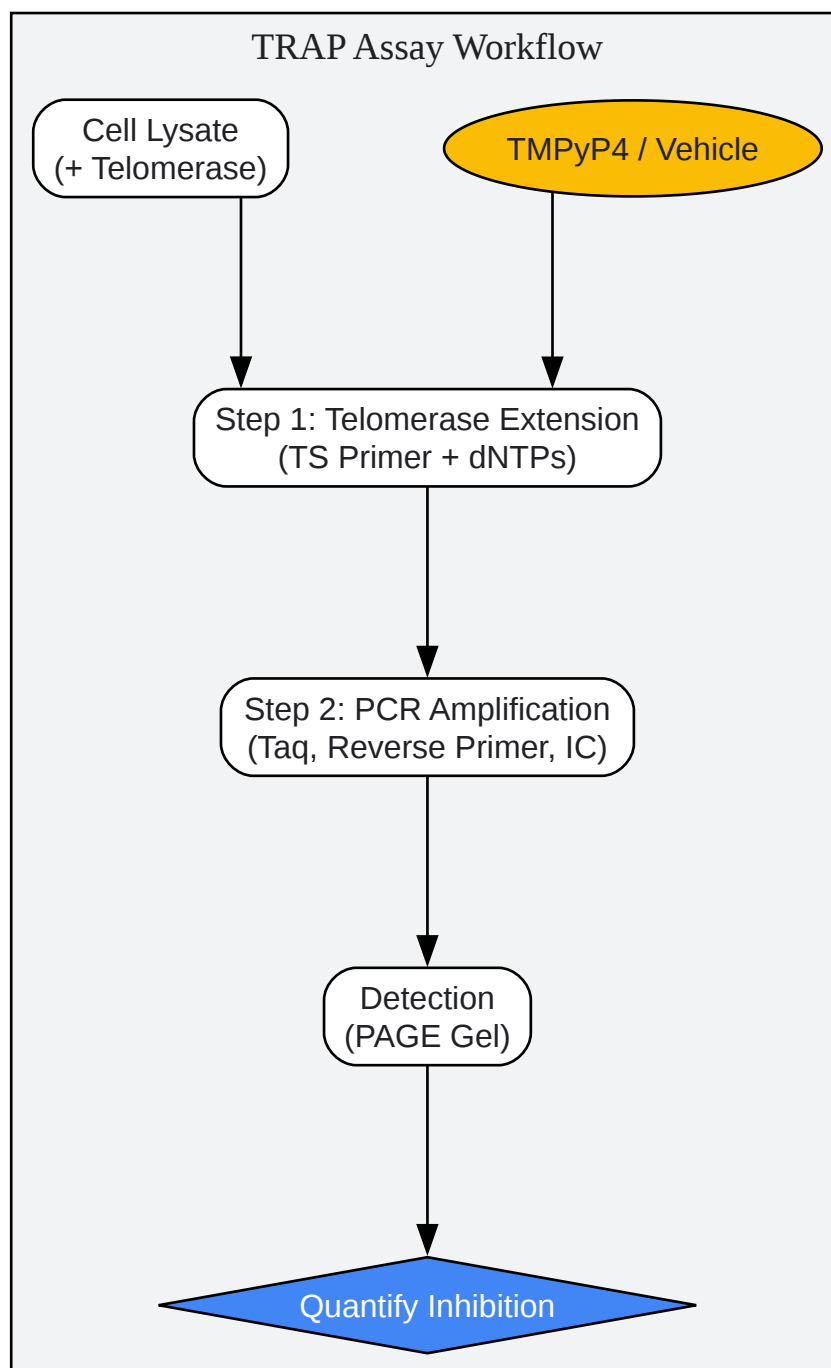 TRAP Assay Workflow
Cell Lysate
(+ Telomerase)
TMPyP4 / Vehicle
Step 1: Telomerase Extension
(TS Primer + dNTPs)
Step 2: PCR Amplification
(Taq, Reverse Primer, IC)
Detection
(PAGE Gel)
Quantify Inhibition